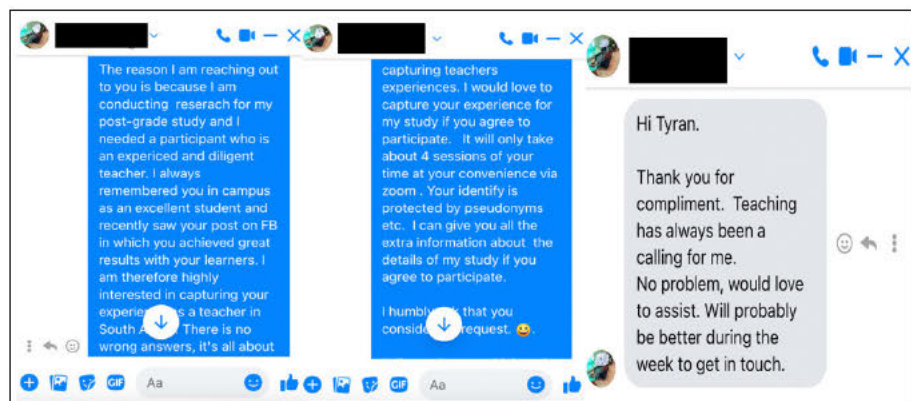 The reason I am reaching out
to you is because I am
conducting reserach for my
post-grade study and I
needed a participant who is
an expericed and diligent
teacher. I always
remembered you in campus
as an excellent student and
recently saw your post on FB
in which you achieved great
results with your learners. I
am therefore highly
interested in capturing your
a teacher in
South There is no
wrong answers, it's all about
GIF
Aa
capturing teachers
experiences. I would love to
capture your experience for
my study if you agree to
participate. It will only take
about 4 sessions of your
time at your convenience via
zoom . Your identify is
protected by pseudonyms
etc. I can give you all the
extra information about the
details of my study if you
agree to participate.
I humbly that you
request. 😀.
GIF
Aa
Hi Tyran.
Thank you for
compliment. Teaching
has always been a
calling for me.
No problem, would love
to assist. Will probably
be better during the
week to get in touch.